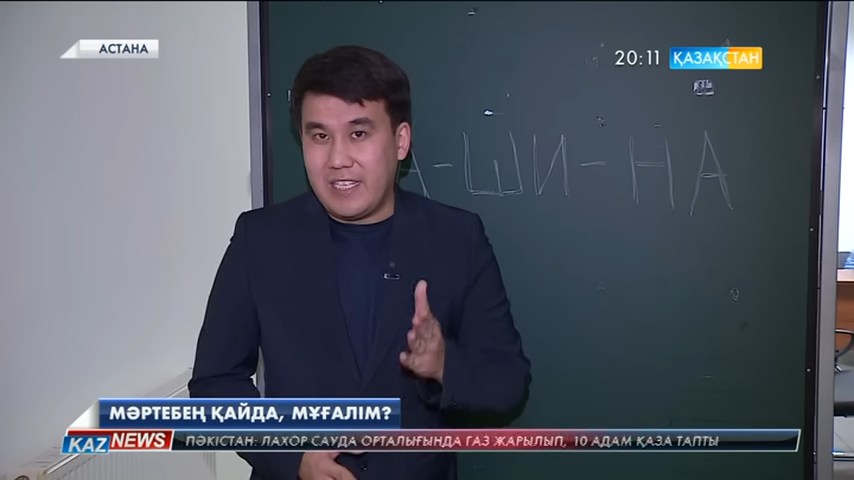 АСТАНА
20:11 ҚАЗАҚСТАН
А-ШИ-НА
МӘРТЕБЕҢ ҚАЙДА, МҰҒАЛІМ?
KAZ NEWS ПӘКІСТАН: ЛАХОР САУДА ОРТАЛЫҒЫНДА ГАЗ ЖАРЫЛЫП, 10 АДАМ ҚАЗА ТАПТЫ